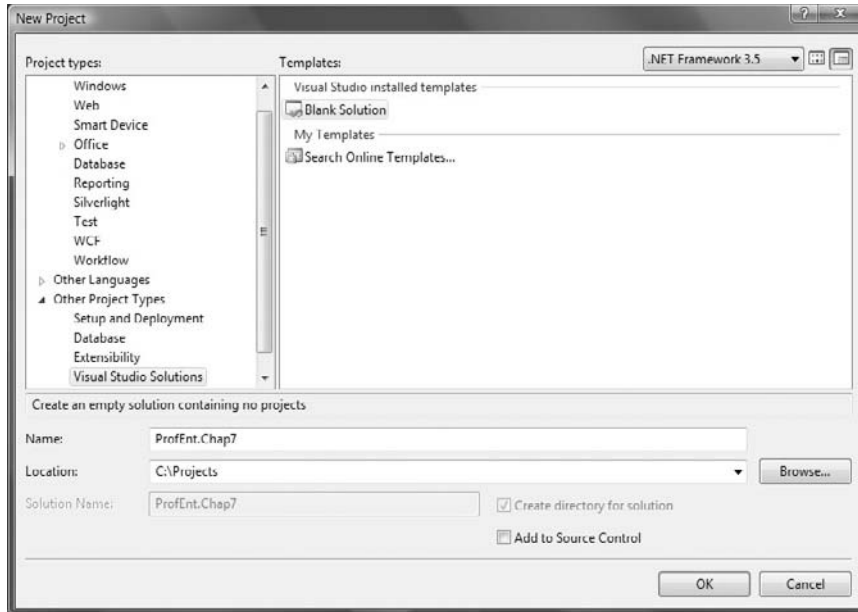 New Project
Project types:
Templates:
.NET Framework 3.5
Windows
Web
Smart Device
Office
Database
Reporting
Silverlight
Test
WCF
Workflow
Other Languages
Other Project Types
Setup and Deployment
Database
Extensibility
Visual Studio Solutions
Visual Studio installed templates
Blank Solution
My Templates
Search Online Templates...
Create an empty solution containing no projects
Name:
ProfEnt.Chap7
Location:
C:\Projects
Browse...
Solution Name:
ProfEnt.Chap7
Create directory for solution
Add to Source Control
OK
Cancel